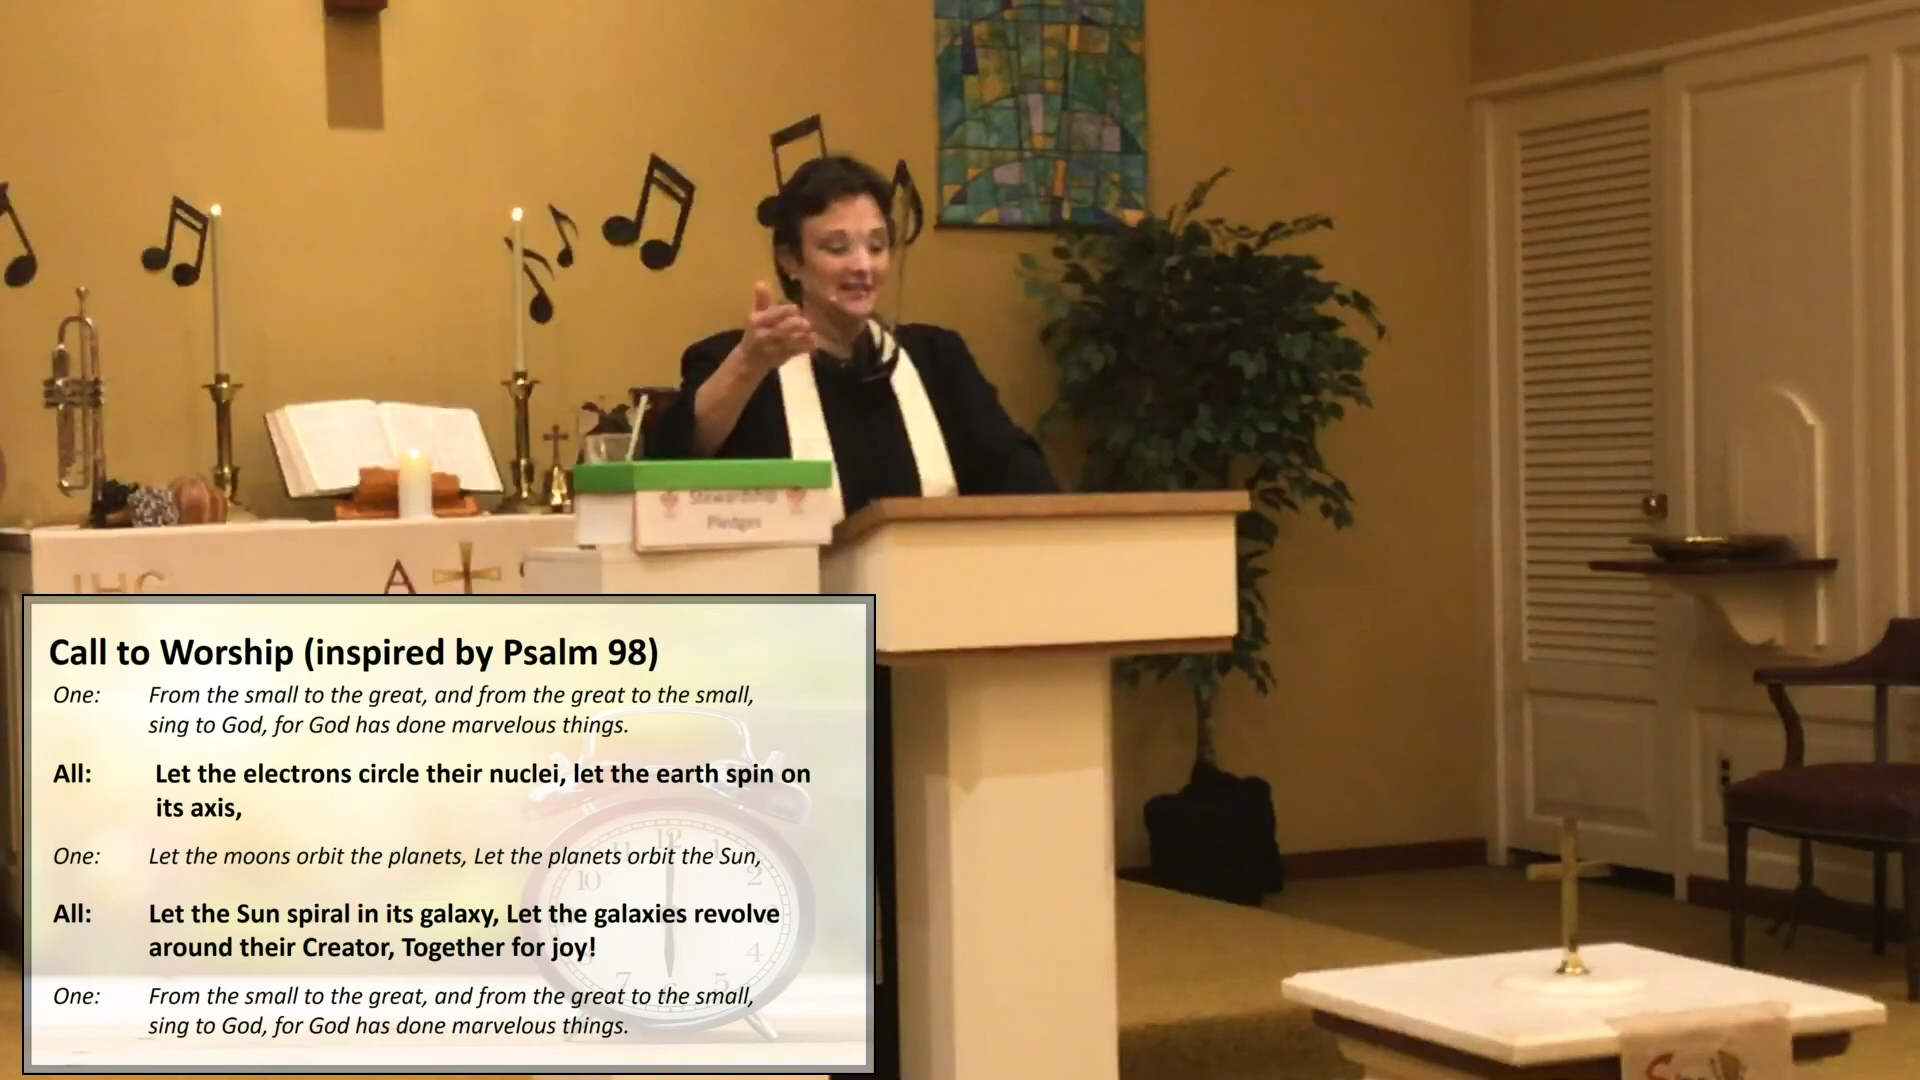 Stewardship
Pledges
IHC
A
Call to Worship (inspired by Psalm 98)
One: From the small to the great, and from the great to the small,
sing to God, for God has done marvelous things.
All: Let the electrons circle their nuclei, let the earth spin on
its axis,
One: Let the moons orbit the planets, Let the planets orbit the Sun,
All: Let the Sun spiral in its galaxy, Let the galaxies revolve
around their Creator, Together for joy!
One: From the small to the great, and from the great to the small,
sing to God, for God has done marvelous things.